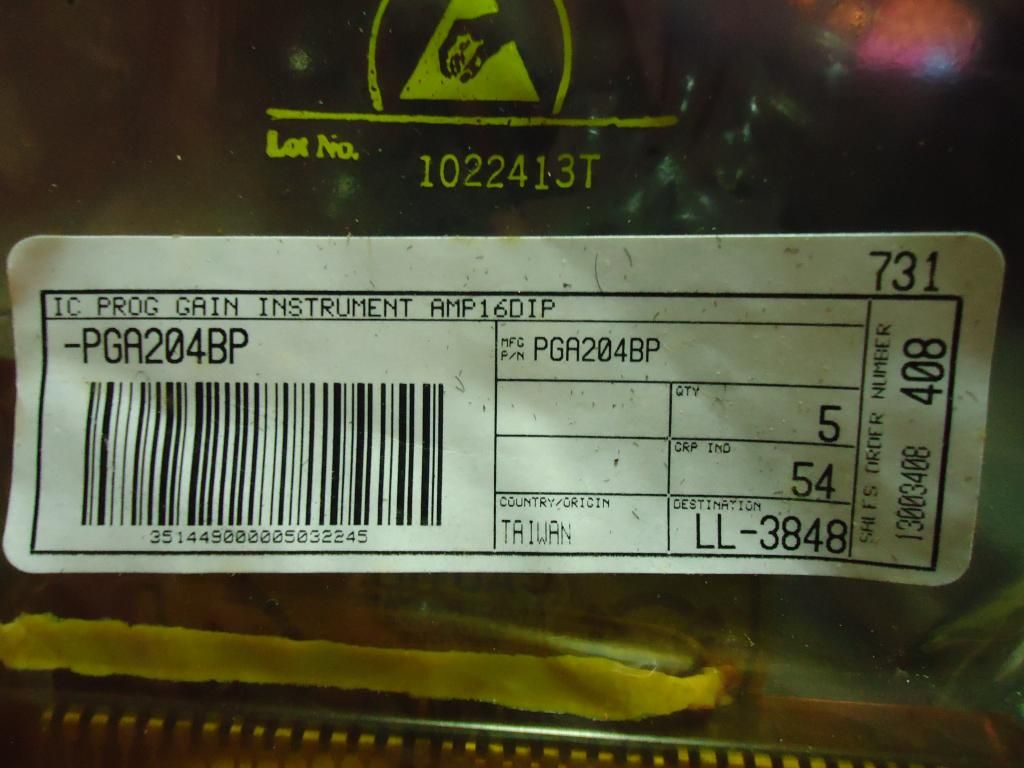 Lot No.
1022413T
731
IC PROG GAIN INSTRUMENT AMP16DIP
-PGA204BP
MFG P/N PGA204BP
QTY
5
GRP IND
54
COUNTRY/ORIGIN
TAIWAN
DESTINATION
LL-3848
351449000005032245
SALES ORDER NUMBER
13003408
408